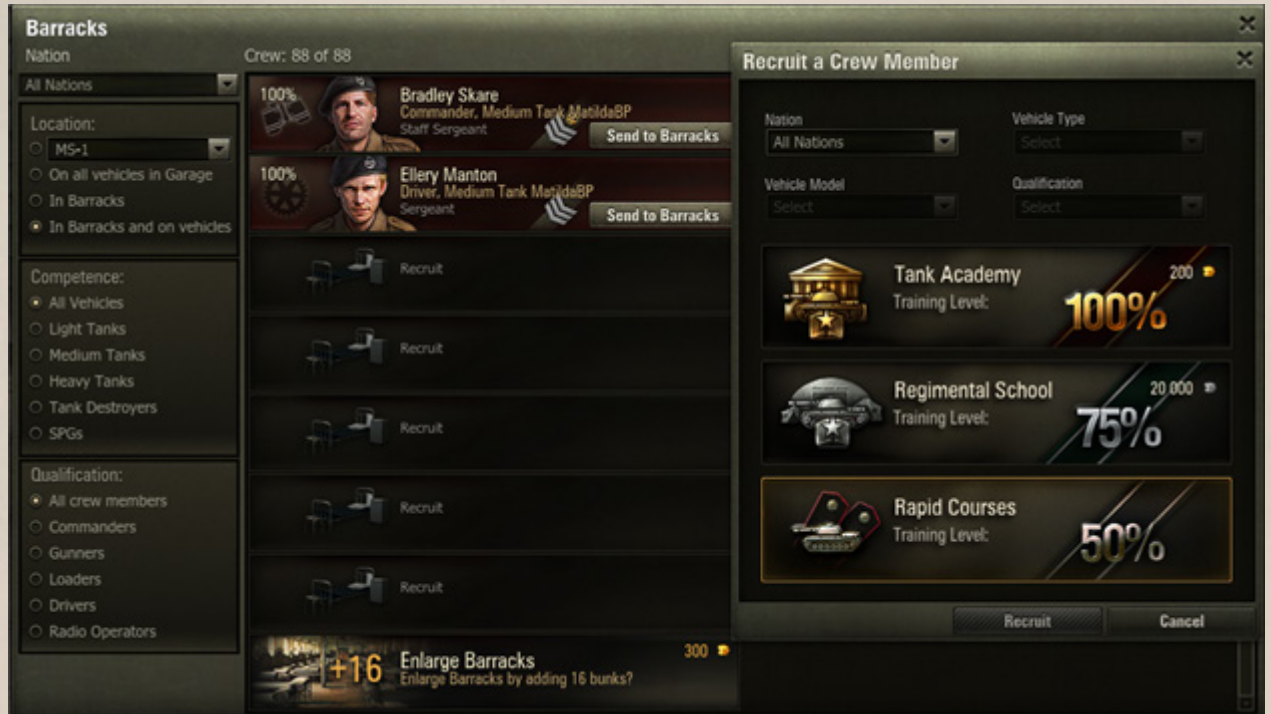 Barracks
Nation
All Nations
Location:
MS-1
On all vehicles in Garage
In Barracks
In Barracks and on vehicles
Competence:
All Vehicles
Light Tanks
Medium Tanks
Heavy Tanks
Tank Destroyers
SPGs
Qualification:
All crew members
Commanders
Gunners
Loaders
Drivers
Radio Operators
Crew: 88 of 88
100%
Bradley Skare
Commander, Medium Tank MatildaBP
Staff Sergeant
Send to Barracks
100%
Ellery Manton
Driver, Medium Tank MatildaBP
Sergeant
Send to Barracks
Recruit
Recruit
Recruit
Recruit
Recruit
+16
Enlarge Barracks
300
Enlarge Barracks by adding 16 bunks?
Recruit a Crew Member
Nation
Vehicle Type
All Nations
Select
Vehicle Model
Qualification
Select
Select
Tank Academy
200
Training Level:
100%
Regimental School
20 000
Training Level:
75%
Rapid Courses
Training Level:
50%
Recruit
Cancel